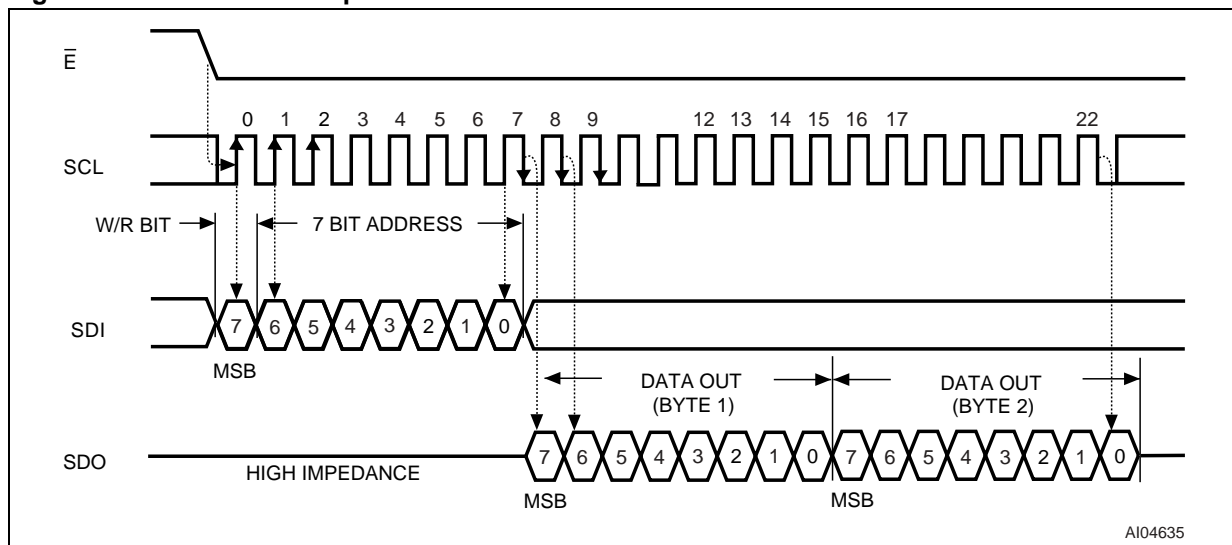 E
0 1 2 3 4 5 6 7 8 9 12 13 14 15 16 17 22
SCL
W/R BIT 7 BIT ADDRESS
SDI 7 6 5 4 3 2 1 0
MSB
DATA OUT (BYTE 1)
DATA OUT (BYTE 2)
SDO HIGH IMPEDANCE 7 6 5 4 3 2 1 0 7 6 5 4 3 2 1 0
MSB MSB
AI04635